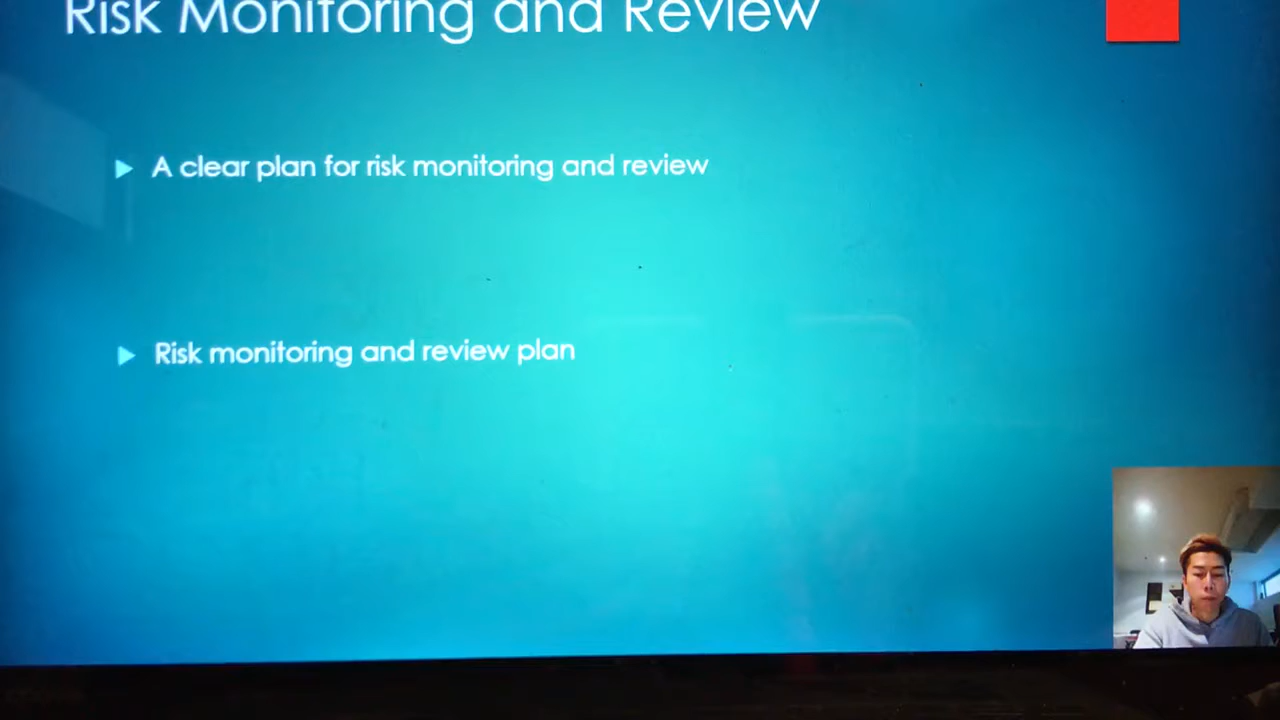 Risk Monitoring and Review
A clear plan for risk monitoring and review
Risk monitoring and review plan